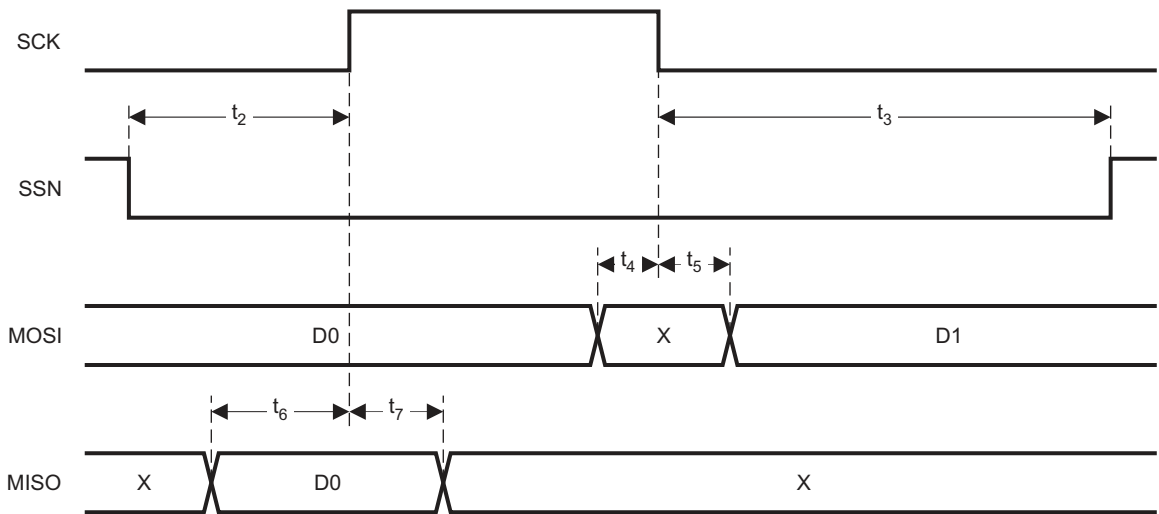 SCK
t2 t3
SSN
t4 t5
MOSI D0 X D1
t6 t7
MISO X D0 X